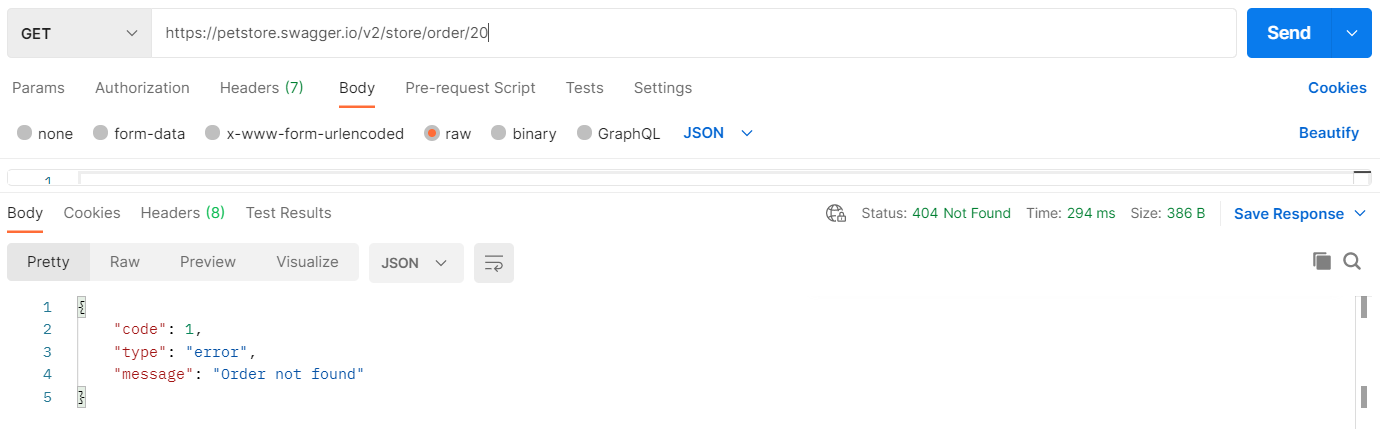 GET https://petstore.swagger.io/v2/store/order/20 Send
Params Authorization Headers (7) Body Pre-request Script Tests Settings Cookies
none form-data x-www-form-urlencoded raw binary GraphQL JSON Beautify
1
Body Cookies Headers (8) Test Results Status: 404 Not Found Time: 294 ms Size: 386 B Save Response
Pretty Raw Preview Visualize JSON
1 {
2 "code": 1,
3 "type": "error",
4 "message": "Order not found"
5 }